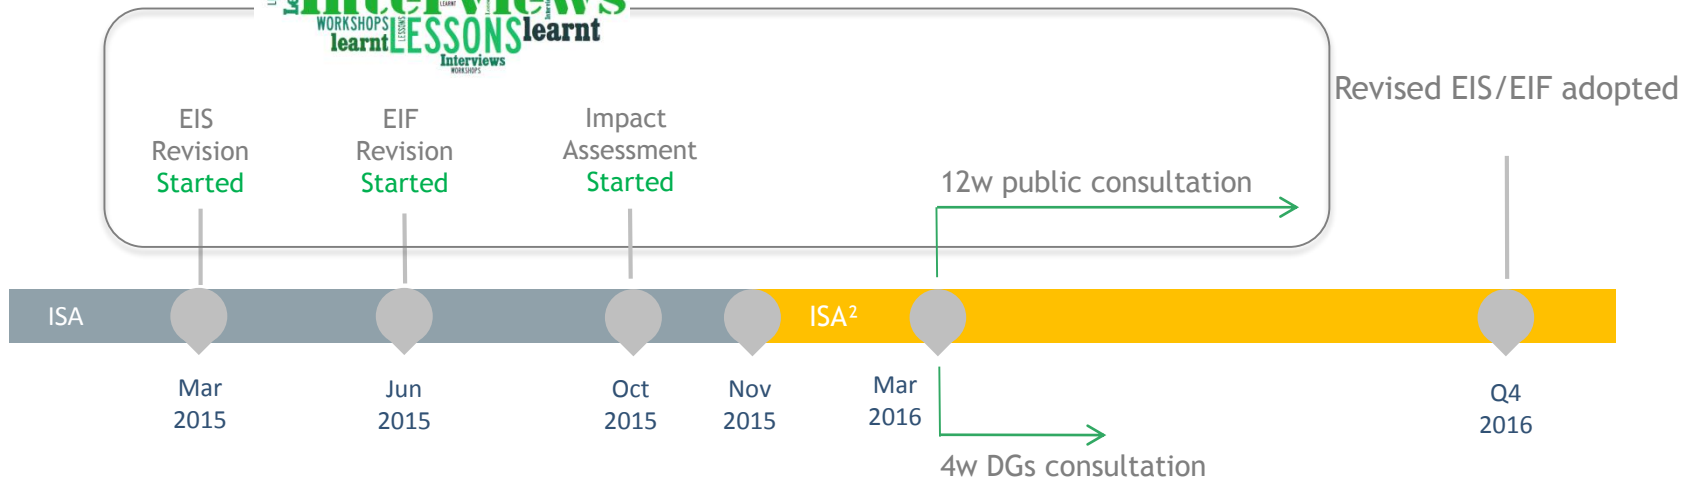 Interviews
WORKSHOPS
LESSONS
learnt
learnt
Interviews
WORKSHOPS
EIS
Revision
Started
EIF
Revision
Started
Impact
Assessment
Started
12w public consultation
Revised EIS/EIF adopted
ISA
ISA²
Mar
2015
Jun
2015
Oct
2015
Nov
2015
Mar
2016
Q4
2016
4w DGs consultation